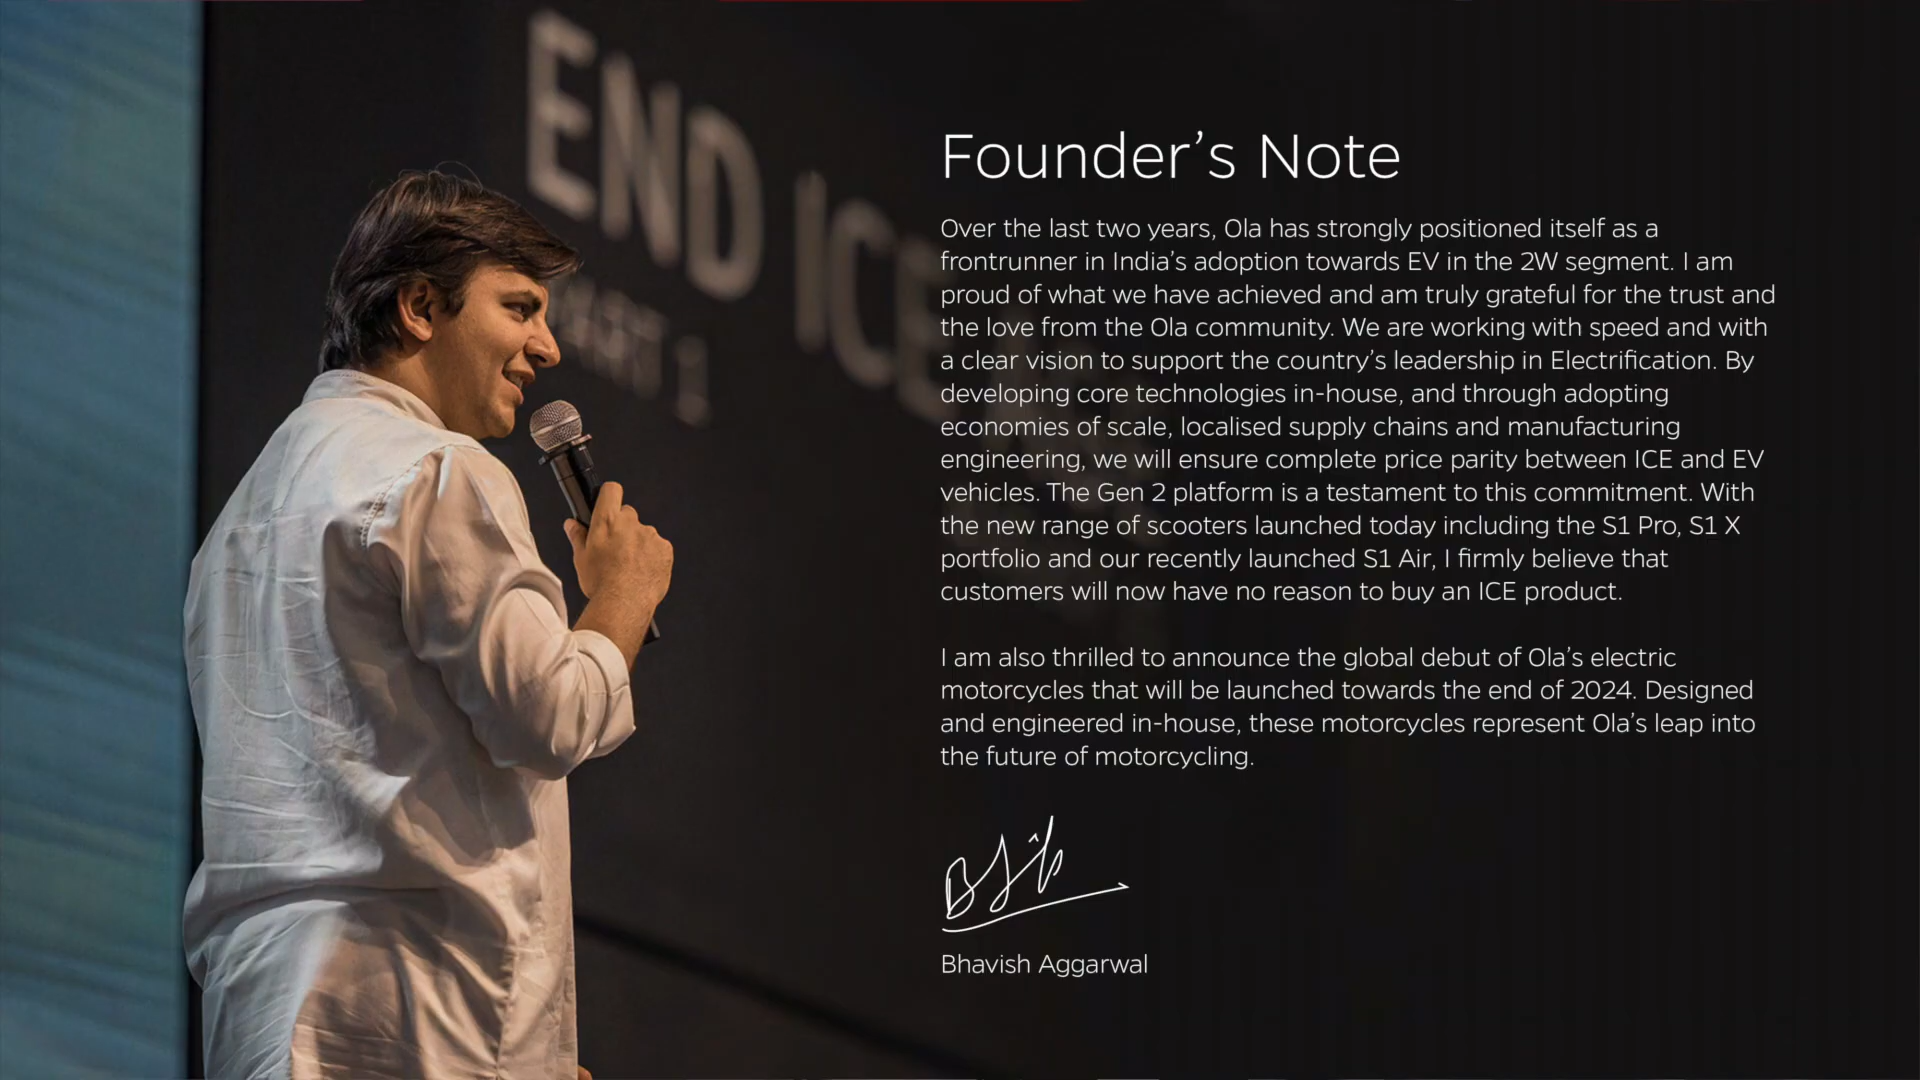 END ICE
PART 1
Founder’s Note
Over the last two years, Ola has strongly positioned itself as a
frontrunner in India’s adoption towards EV in the 2W segment. I am
proud of what we have achieved and am truly grateful for the trust and
the love from the Ola community. We are working with speed and with
a clear vision to support the country’s leadership in Electrification. By
developing core technologies in-house, and through adopting
economies of scale, localised supply chains and manufacturing
engineering, we will ensure complete price parity between ICE and EV
vehicles. The Gen 2 platform is a testament to this commitment. With
the new range of scooters launched today including the S1 Pro, S1 X
portfolio and our recently launched S1 Air, I firmly believe that
customers will now have no reason to buy an ICE product.
I am also thrilled to announce the global debut of Ola’s electric
motorcycles that will be launched towards the end of 2024. Designed
and engineered in-house, these motorcycles represent Ola’s leap into
the future of motorcycling.
Bhavish Aggarwal